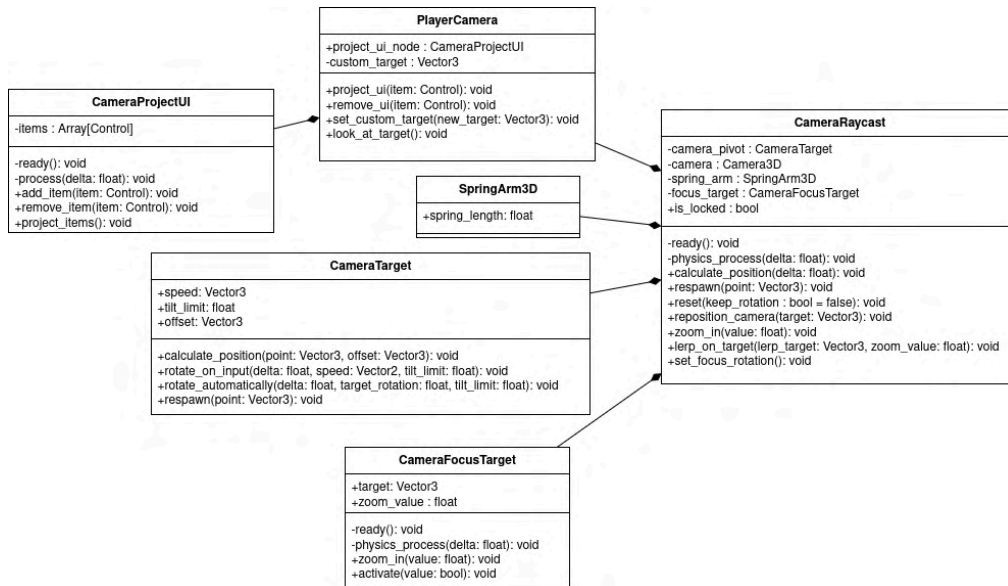 PlayerCamera
+project_ui_node : CameraProjectUI
-custom_target : Vector3
+project_ui(item: Control): void
+remove_ui(item: Control): void
+set_custom_target(new_target: Vector3): void
+look_at_target(): void
CameraProjectUI
-items : Array[Control]
-ready(): void
-process(delta: float): void
+add_item(item: Control): void
+remove_item(item: Control): void
+project_items(): void
CameraRaycast
-camera_pivot : CameraTarget
-camera : Camera3D
-spring_arm : SpringArm3D
-focus_target : CameraFocusTarget
+is_locked : bool
-ready(): void
-physics_process(delta: float): void
+calculate_position(delta: float): void
+respawn(point: Vector3): void
+reset(keep_rotation : bool = false): void
+reposition_camera(target: Vector3): void
+zoom_in(value: float): void
+lerp_on_target(lerp_target: Vector3, zoom_value: float): void
+set_focus_rotation(): void
SpringArm3D
+spring_length: float
CameraTarget
+speed: Vector3
+tilt_limit: float
+offset: Vector3
+calculate_position(point: Vector3, offset: Vector3): void
+rotate_on_input(delta: float, speed: Vector2, tilt_limit: float): void
+rotate_automatically(delta: float, target_rotation: float, tilt_limit: float): void
+respawn(point: Vector3): void
CameraFocusTarget
+target: Vector3
+zoom_value : float
-ready(): void
-physics_process(delta: float): void
+zoom_in(value: float): void
+activate(value: bool): void